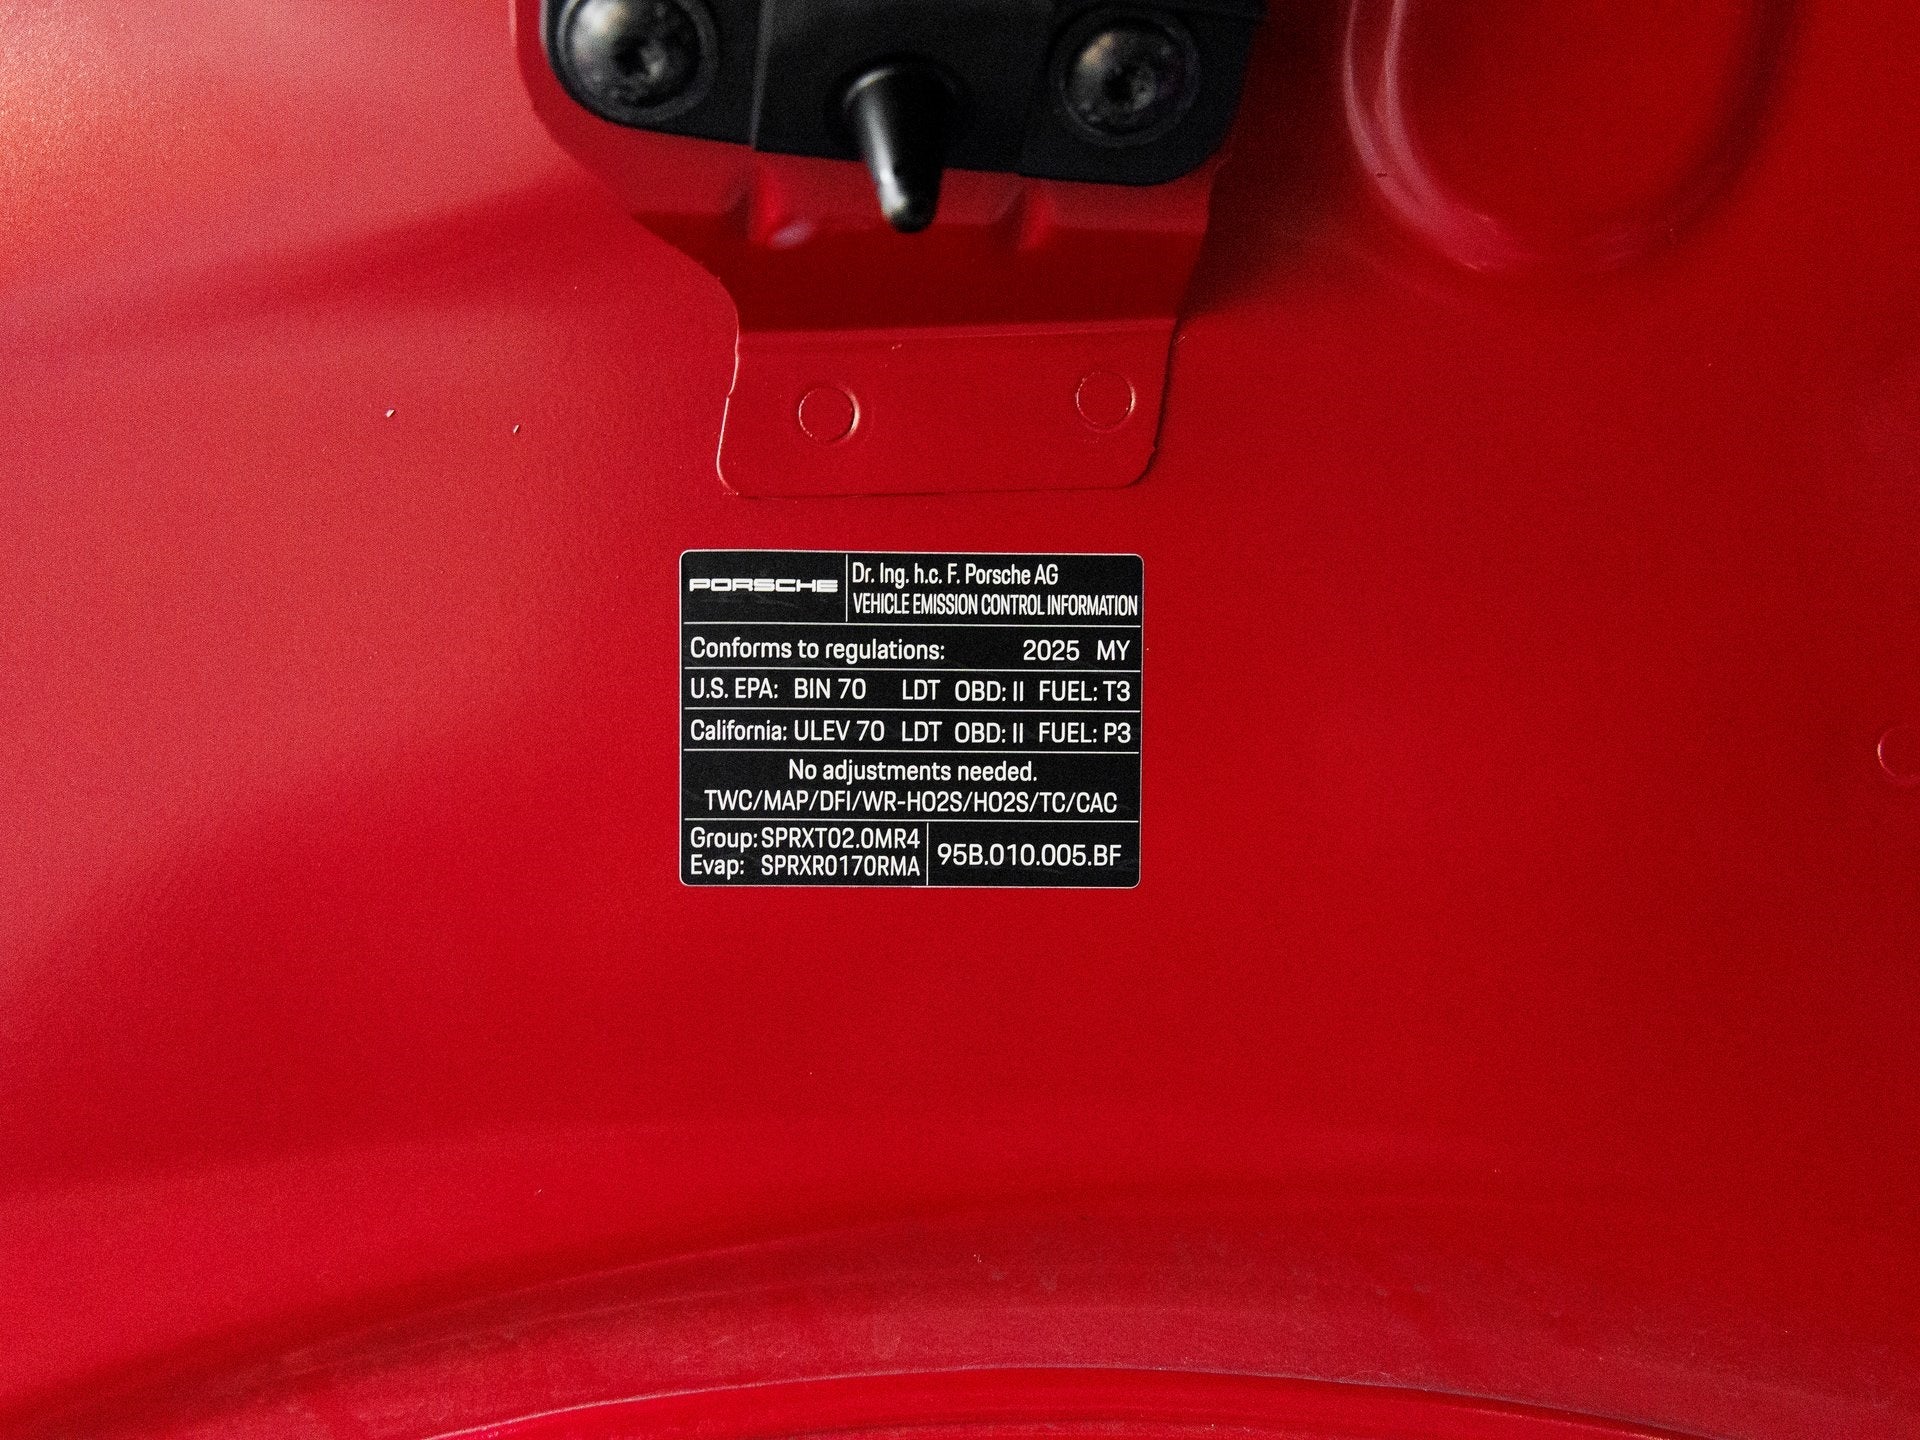 PORSCHE
Dr. Ing. h.c. F. Porsche AG
VEHICLE EMISSION CONTROL INFORMATION
Conforms to regulations: 2025 MY
U.S. EPA: BIN 70 LDT OBD: II FUEL: T3
California: ULEV 70 LDT OBD: II FUEL: P3
No adjustments needed.
TWC/MAP/DFI/WR-HO2S/HO2S/TC/CAC
Group: SPRXT02.0MR4
Evap: SPRXR0170RMA
95B.010.005.BF